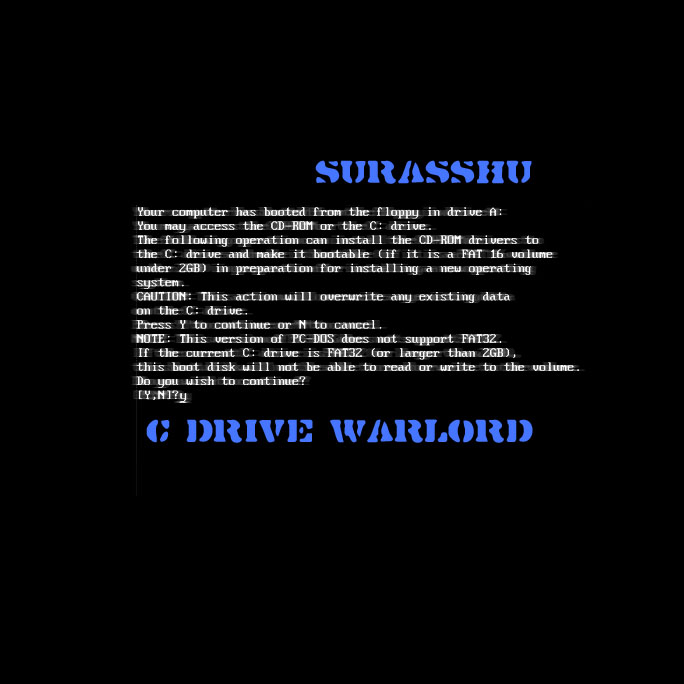 SURASSHU
Your computer has booted from the floppy in drive A:
You may access the CD-ROM or the C: drive.
The following operation can install the CD-ROM drivers to
the C: drive and make it bootable (if it is a FAT 16 volume
under 2GB) in preparation for installing a new operating
system.
CAUTION: This action will overwrite any existing data
on the C: drive.
Press Y to continue or N to cancel.
NOTE: This version of PC-DOS does not support FAT32.
If the current C: drive is FAT32 (or larger than 2GB),
this boot disk will not be able to read or write to the volume.
Do you wish to continue?
[Y,N]?y
C DRIVE WARLORD